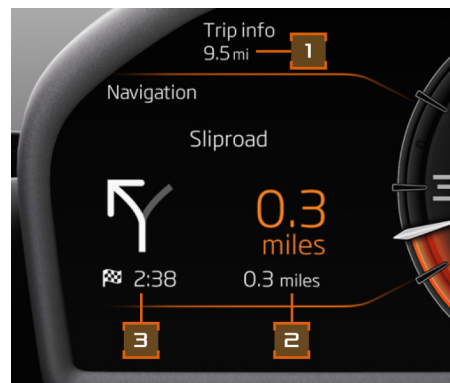 Trip info
9.5 mi
1
Navigation
Sliproad
0.3
miles
2:38
0.3 miles
3
2